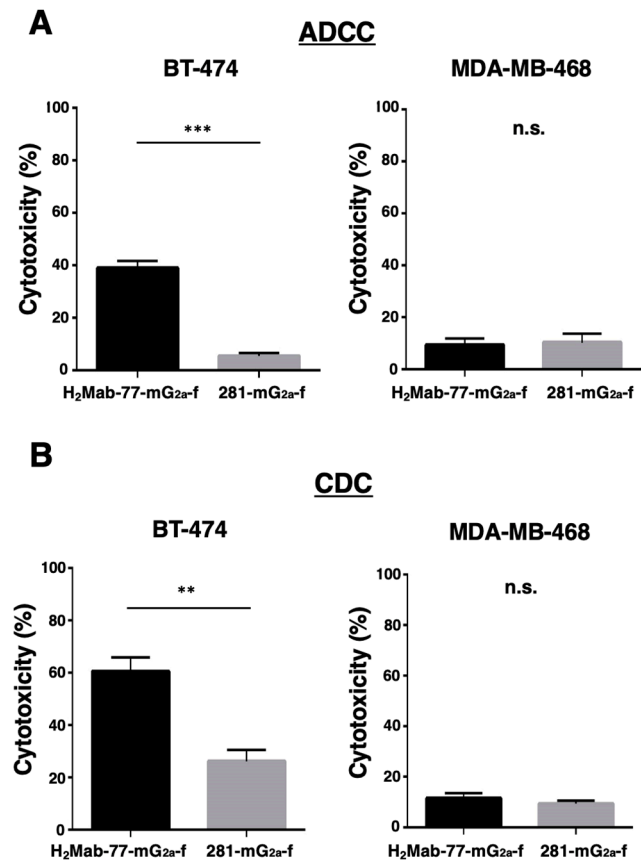 A
ADCC
BT-474
MDA-MB-468
Cytotoxicity (%)
100
80
60
40
20
0
***
H₂Mab-77-mG₂ₐ-f 281-mG₂ₐ-f
Cytotoxicity (%)
100
80
60
40
20
0
n.s.
H₂Mab-77-mG₂ₐ-f 281-mG₂ₐ-f
B
CDC
BT-474
MDA-MB-468
Cytotoxicity (%)
100
80
60
40
20
0
**
H₂Mab-77-mG₂ₐ-f 281-mG₂ₐ-f
Cytotoxicity (%)
100
80
60
40
20
0
n.s.
H₂Mab-77-mG₂ₐ-f 281-mG₂ₐ-f